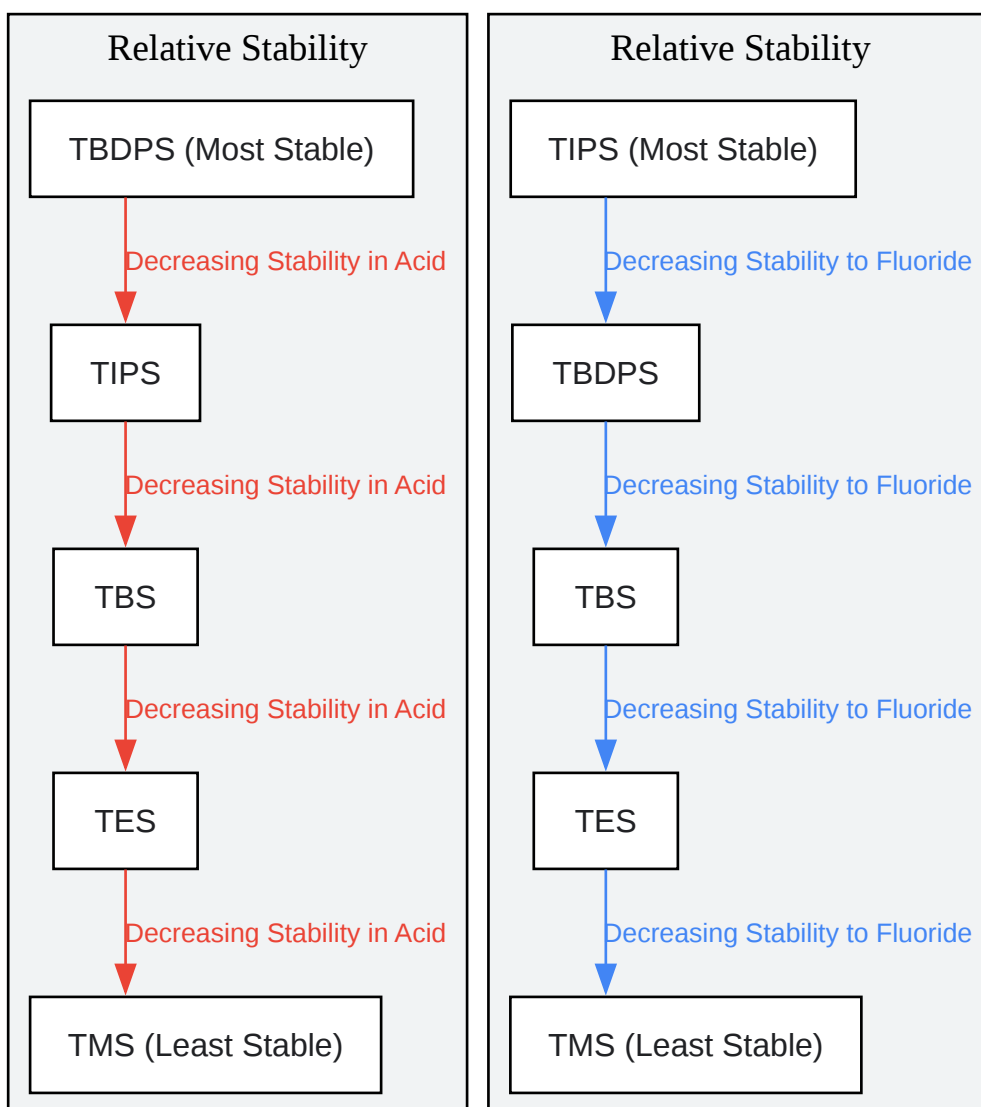 Relative Stability
TBDPS (Most Stable)
Decreasing Stability in Acid
TIPS
Decreasing Stability in Acid
TBS
Decreasing Stability in Acid
TES
Decreasing Stability in Acid
TMS (Least Stable)
Relative Stability
TIPS (Most Stable)
Decreasing Stability to Fluoride
TBDPS
Decreasing Stability to Fluoride
TBS
Decreasing Stability to Fluoride
TES
Decreasing Stability to Fluoride
TMS (Least Stable)